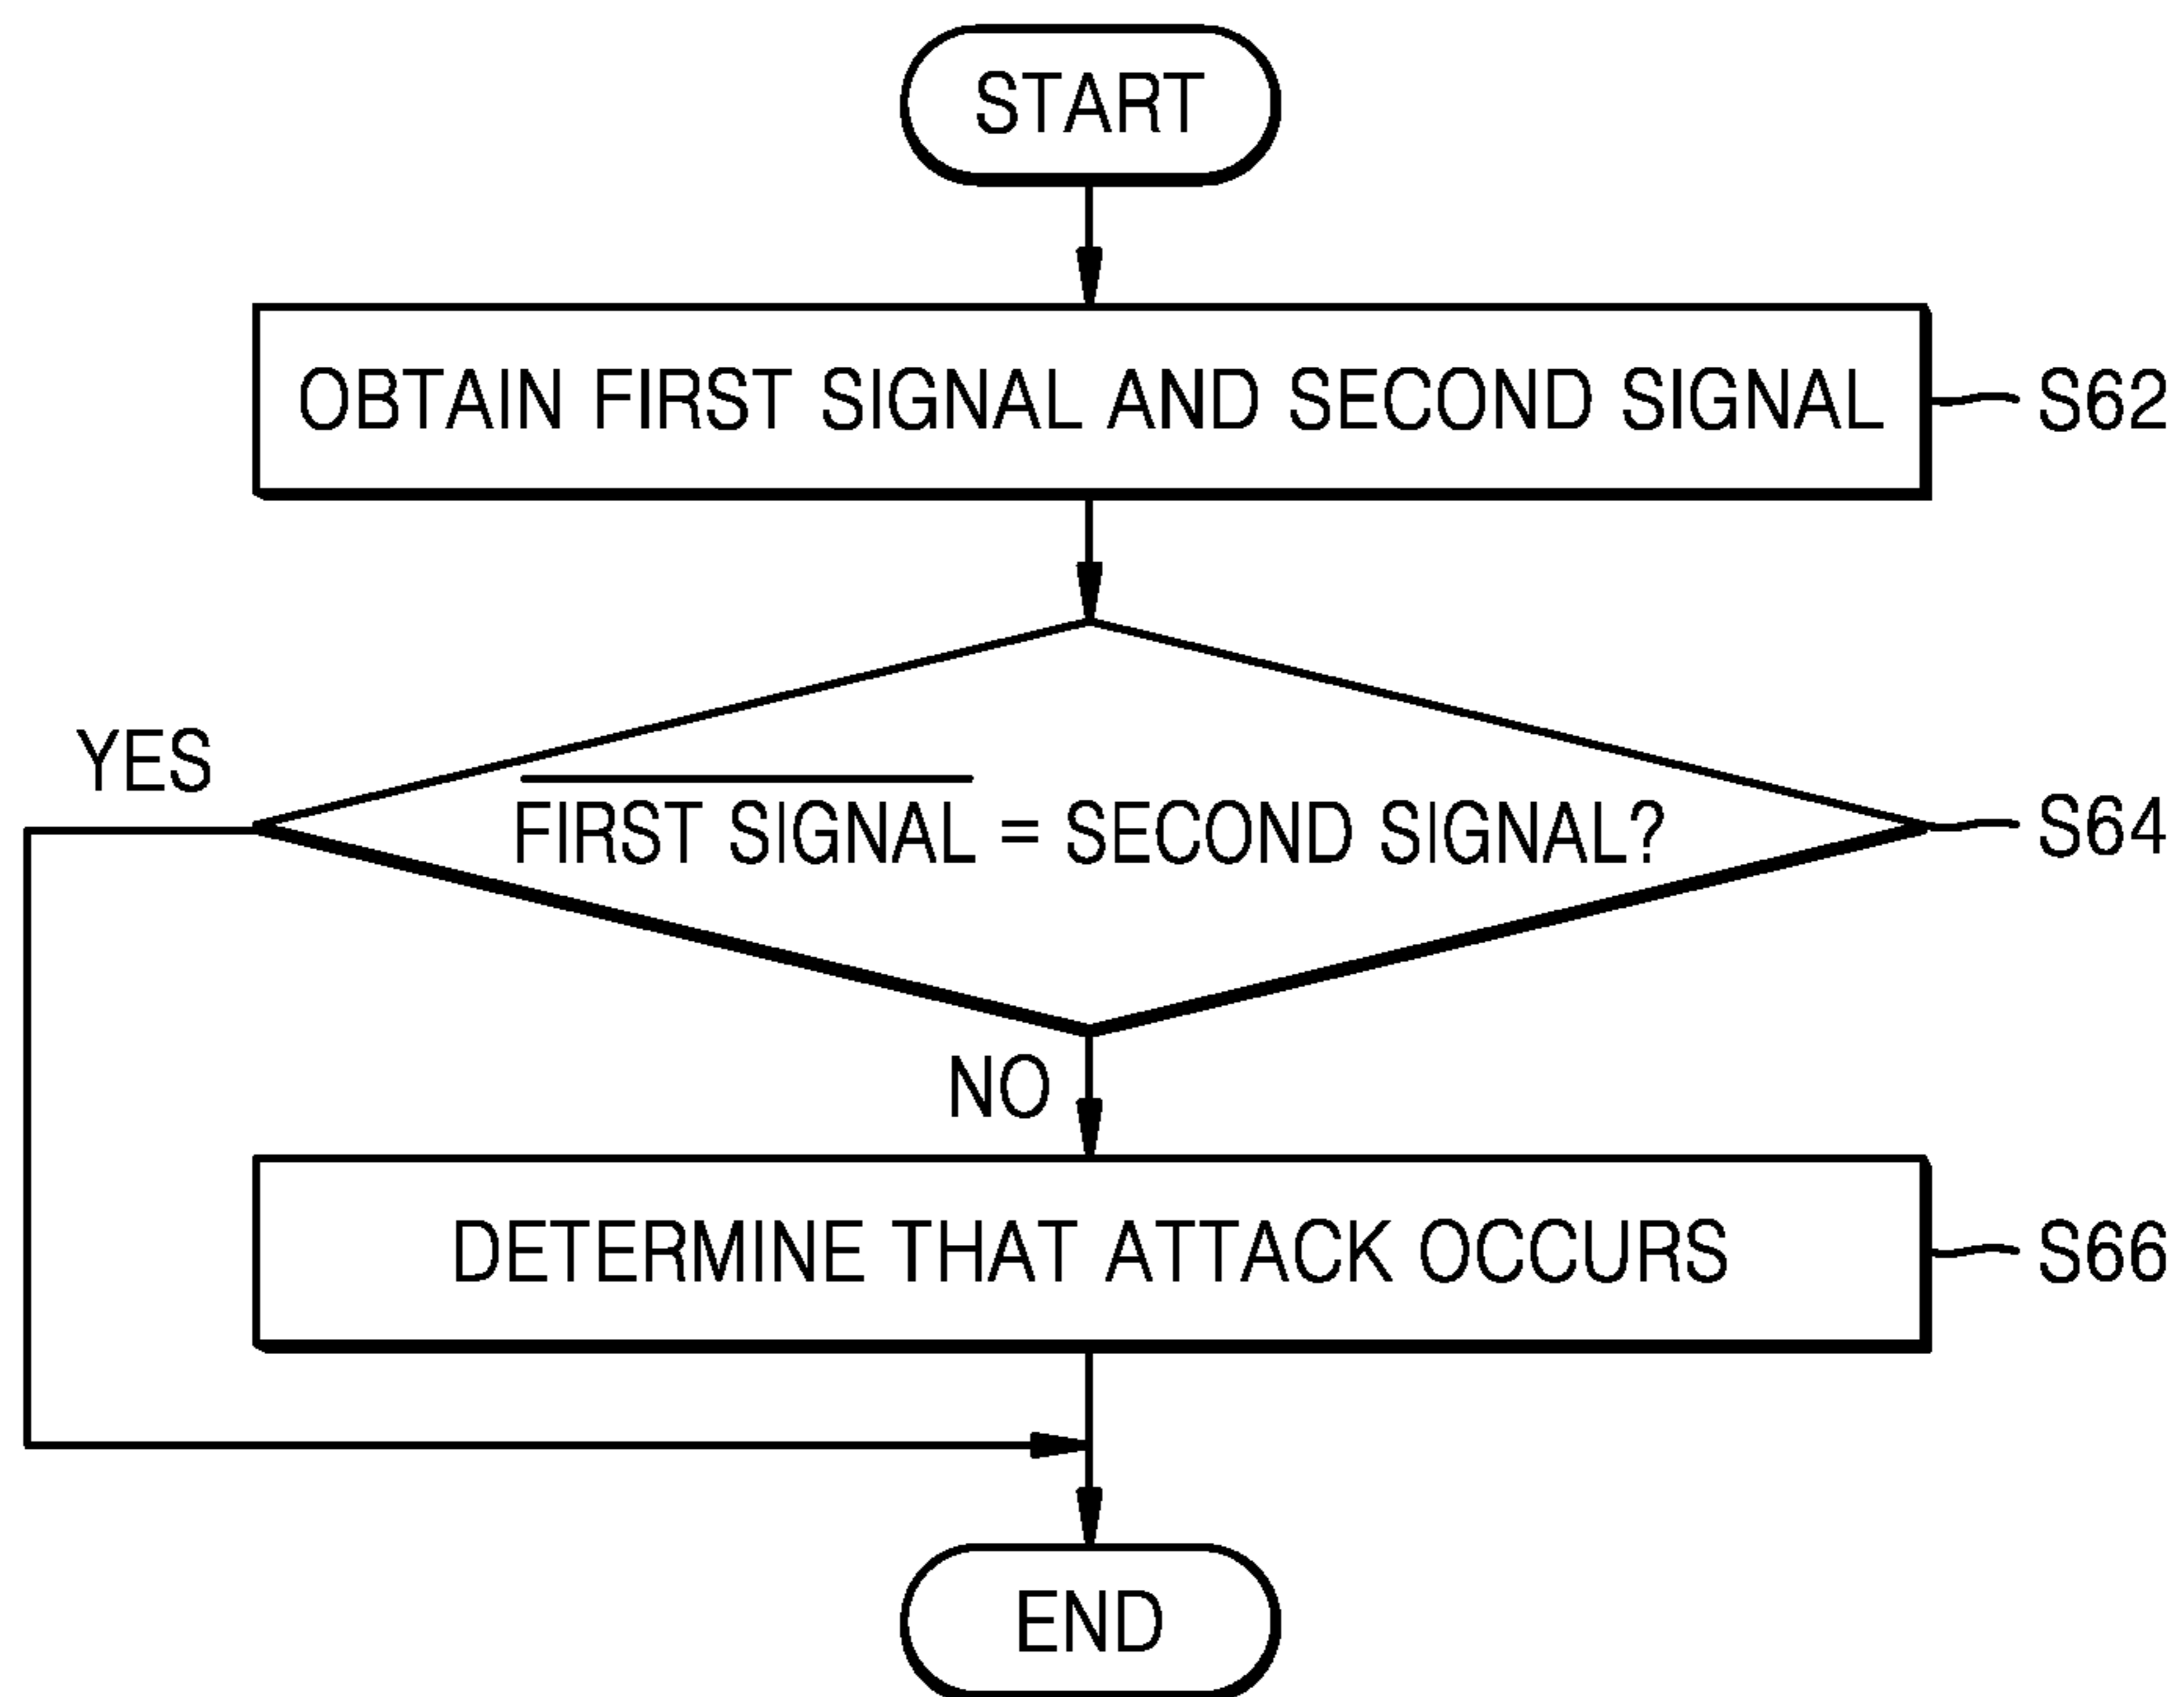 START
OBTAIN FIRST SIGNAL AND SECOND SIGNAL
S62
YES
FIRST SIGNAL = SECOND SIGNAL?
S64
NO
DETERMINE THAT ATTACK OCCURS
S66
END